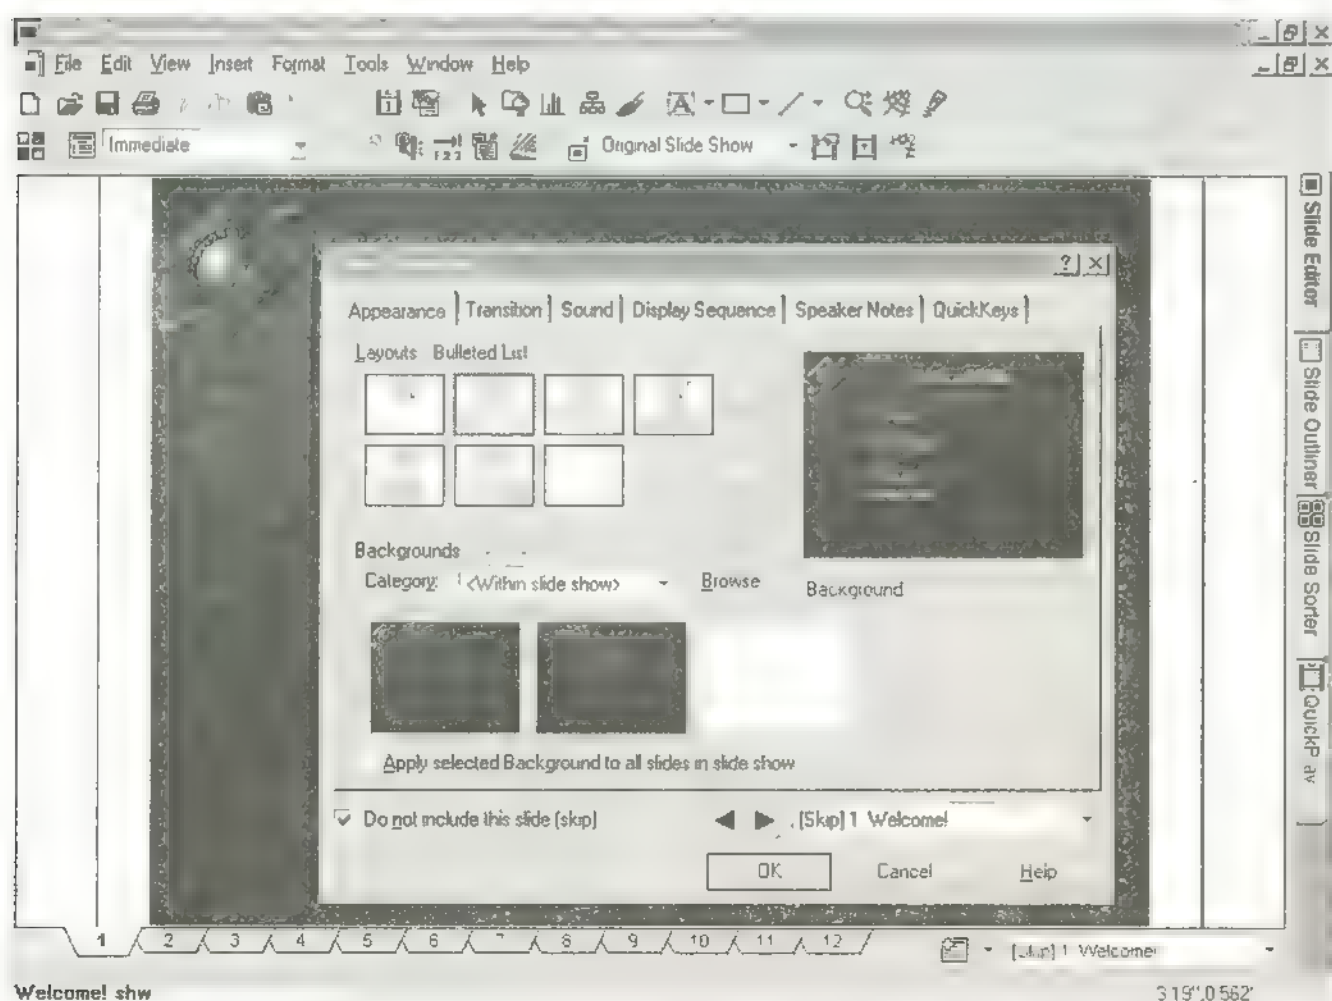 File Edit View Insert Format Tools Window Help
Immediate
Original Slide Show
Appearance Transition Sound Display Sequence Speaker Notes QuickKeys
Layouts Bulleted List
Backgrounds
Category: <Within slide show> Browse
Background
Apply selected Background to all slides in slide show
Do not include this slide (skip)
[Skip] 1 Welcome!
OK Cancel Help
Slide Editor
Slide Outliner
Slide Sorter
1 2 3 4 5 6 7 8 9 10 11 12
[Skip] 1 Welcome!
Welcome! shw